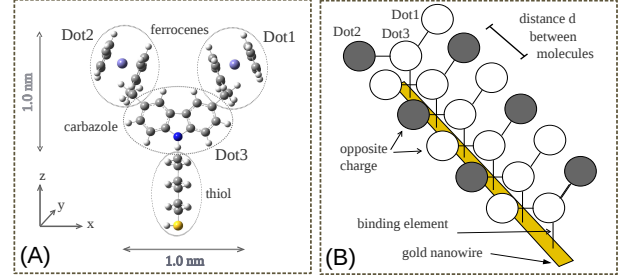 ferrocenes
Dot2
Dot1
1.0 nm
carbazole
Dot3
thiol
z
y
x
1.0 nm
(A)
Dot1
Dot2
Dot3
distance d
between
molecules
opposite
charge
binding element
gold nanowire
(B)